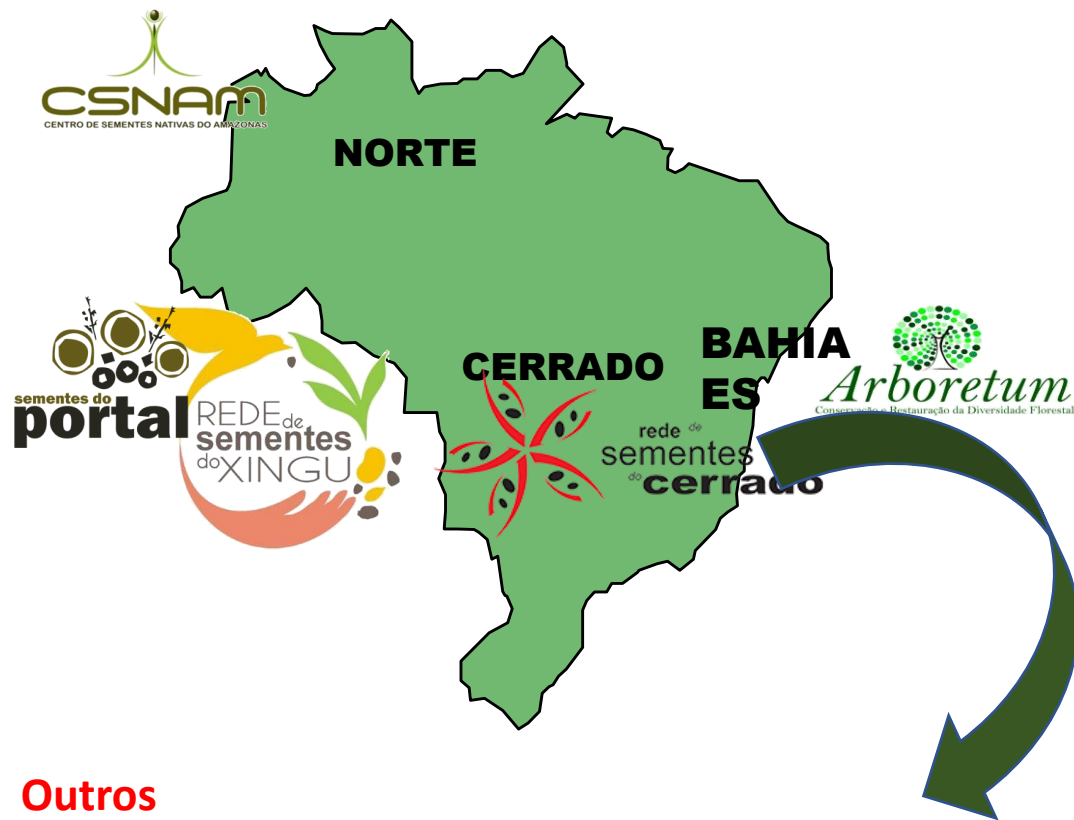 CSNAM
CENTRO DE SEMENTES NATIVAS DO AMAZONAS
NORTE
BAHIA
ES
CERRADO
Arboretum
Conservação e Restauração da Diversidade Florestal
sementes do
portal
REDE de
sementes
do XINGU
rede de
sementes
do cerrado
Outros